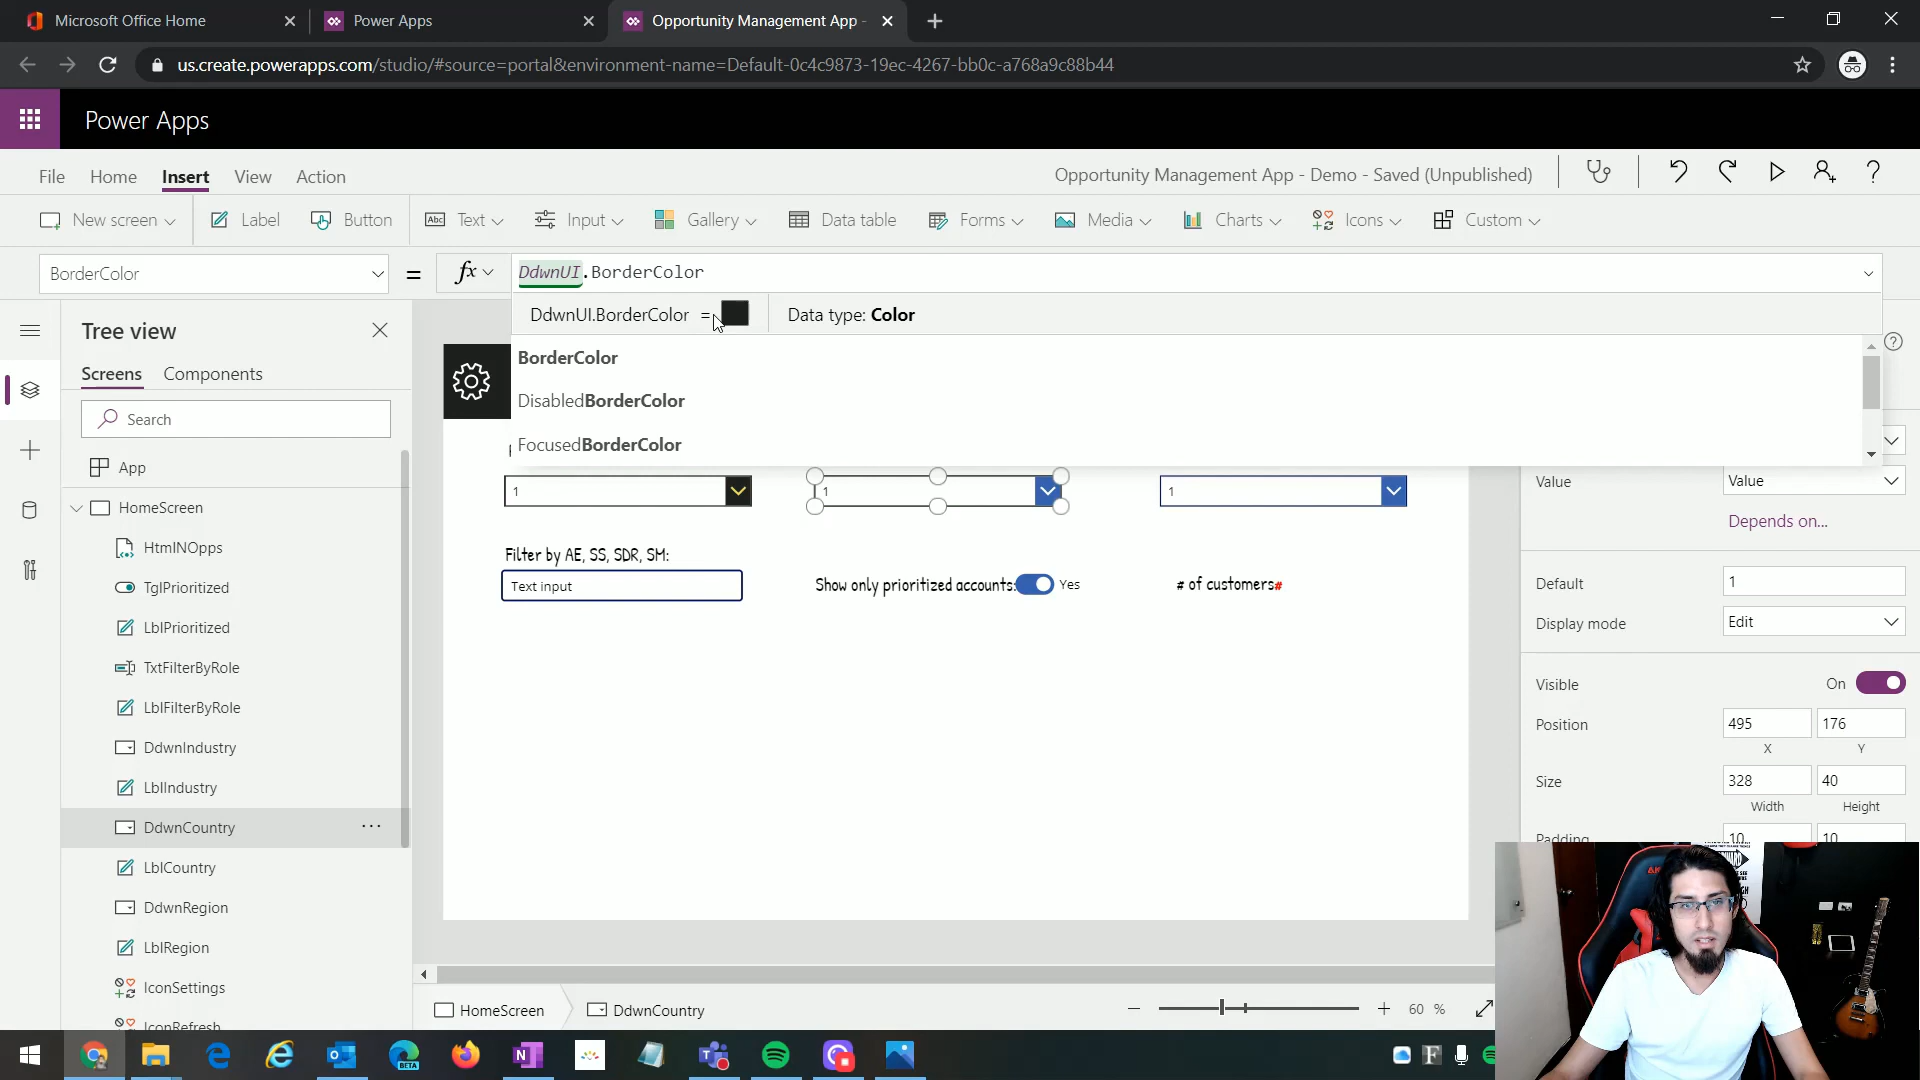 Microsoft Office Home
Power Apps
Opportunity Management App -
us.create.powerapps.com/studio/#source=portal&environment-name=Default-0c4c9873-19ec-4267-bb0c-a768a9c88b44
Power Apps
File Home Insert View Action
Opportunity Management App - Demo - Saved (Unpublished)
New screen Label Button Abc Text Input Gallery Data table Forms Media Charts Icons Custom
BorderColor = fx DdwnUI.BorderColor
DdwnUI.BorderColor = Data type: Color
BorderColor
DisabledBorderColor
FocusedBorderColor
Tree view
Screens Components
Search
App
HomeScreen
HtmlNOpps
TglPrioritized
LblPrioritized
TxtFilterByRole
LblFilterByRole
DdwnIndustry
LblIndustry
DdwnCountry
LblCountry
DdwnRegion
LblRegion
IconSettings
IconRefresh
1
1
1
Filter by AE, SS, SDR, SM:
Text input
Show only prioritized accounts: Yes
# of customers#
Value Value
Depends on...
Default 1
Display mode Edit
Visible On
Position 495 176
X Y
Size 328 40
Width Height
Padding 10 10
HomeScreen DdwnCountry
60 %
BETA